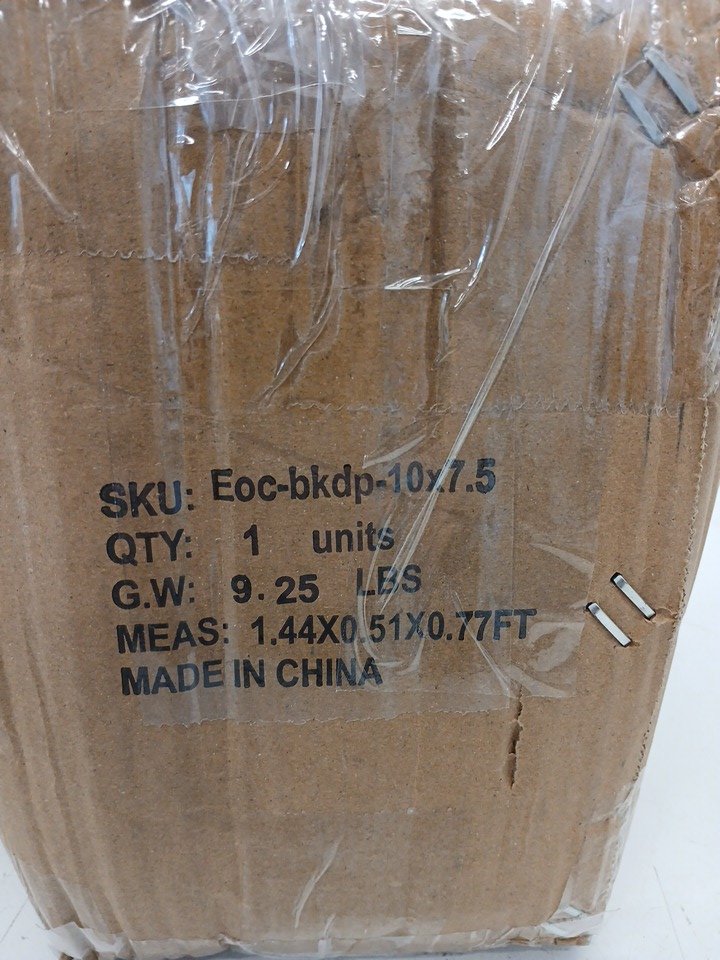 SKU: Eoc-bkdp-10x7.5
QTY: 1 units
G.W: 9.25 LBS
MEAS: 1.44X0.51X0.77FT
MADE IN CHINA